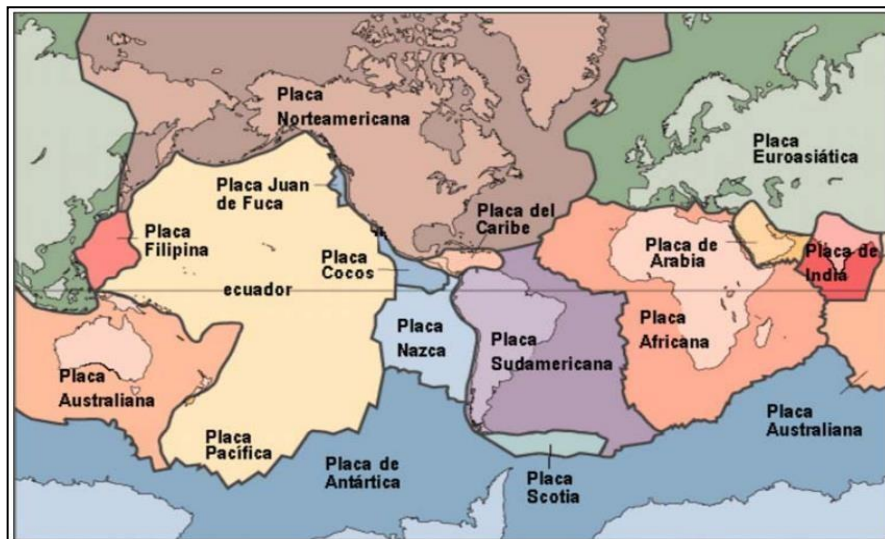 Placa
Norteamericana
Placa
Euroasiática
Placa Juan
de Fuca
Placa del
Caribe
Placa
Filipina
Placa
Cocos
Placa de
Arabia
Placa de
India
ecuador
Placa
Nazca
Placa
Sudamericana
Placa
Africana
Placa
Australiana
Placa
Pacífica
Placa de
Antártica
Placa
Scotia
Placa
Australiana